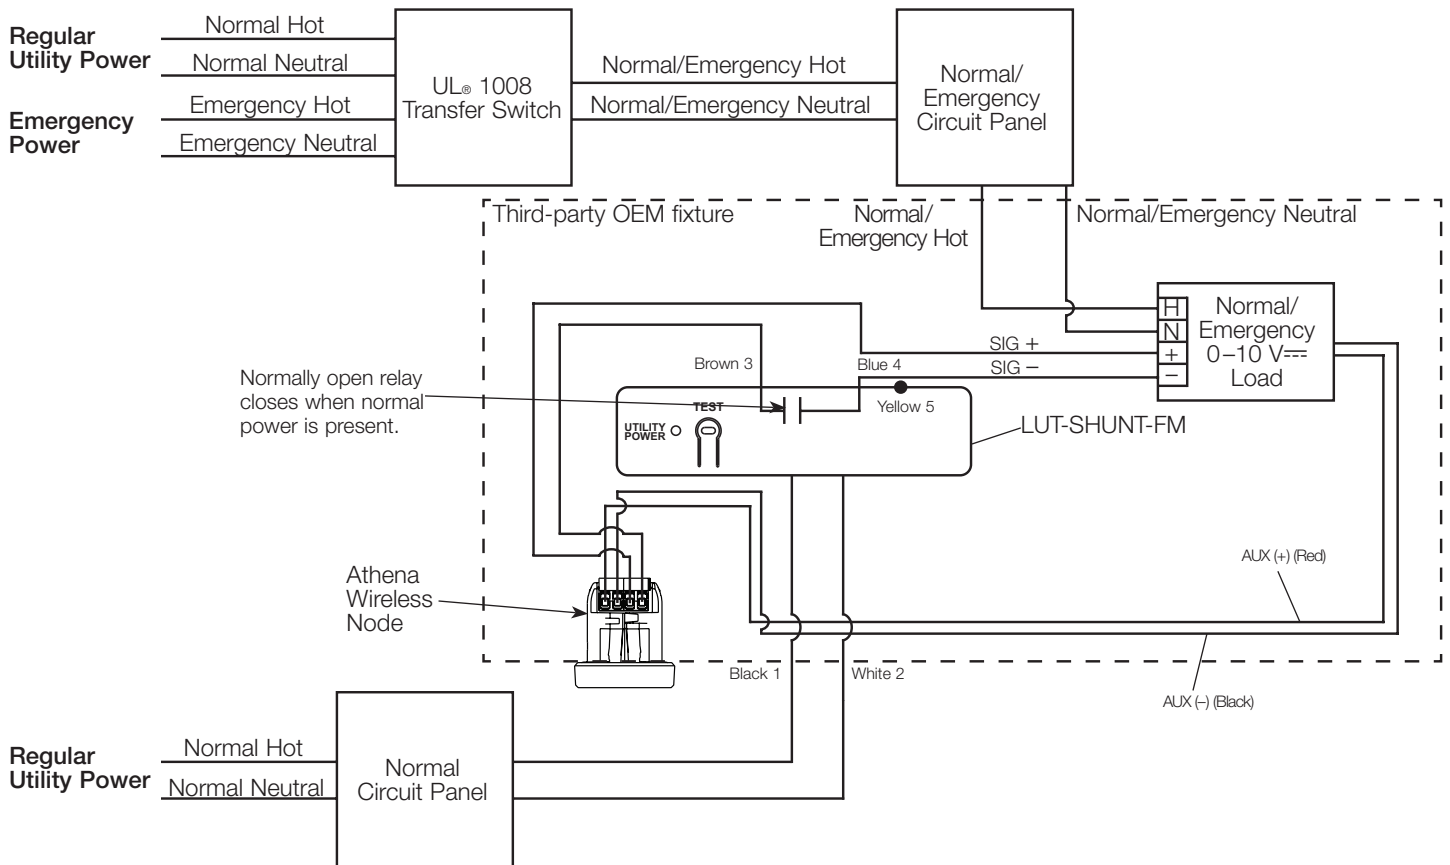 Regular
Utility Power
Normal Hot
Normal Neutral
Emergency
Power
Emergency Hot
Emergency Neutral
UL® 1008
Transfer Switch
Normal/Emergency Hot
Normal/Emergency Neutral
Normal/
Emergency
Circuit Panel
Third-party OEM fixture
Normal/
Emergency Hot
Normal/Emergency Neutral
H
N
+
−
Normal/
Emergency
0–10 V⎓
Load
SIG +
SIG −
Brown 3
Blue 4
Yellow 5
Normally open relay
closes when normal
power is present.
TEST
UTILITY
POWER
LUT-SHUNT-FM
Athena
Wireless
Node
AUX (+) (Red)
Black 1
White 2
AUX (–) (Black)
Regular
Utility Power
Normal Hot
Normal Neutral
Normal
Circuit Panel